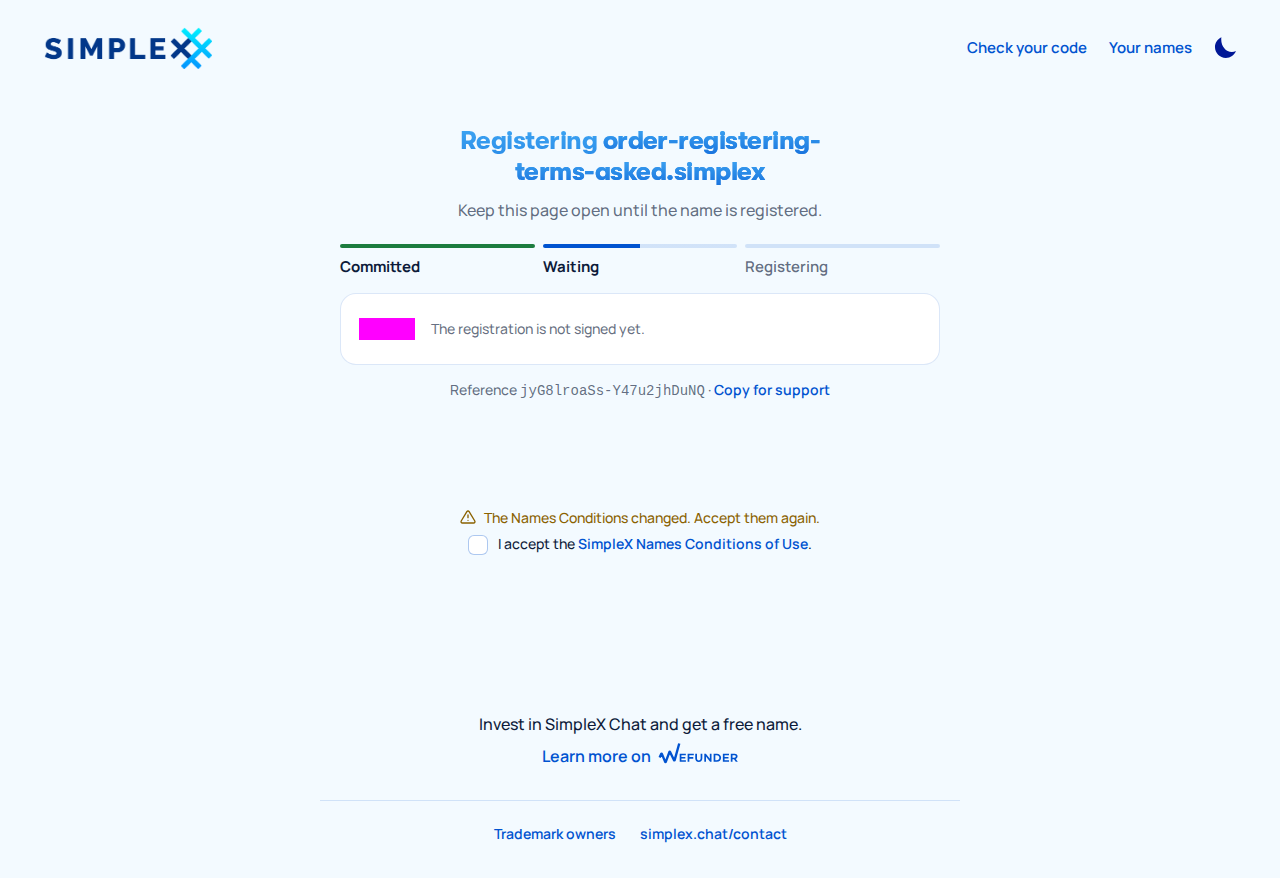 SIMPLEX
Check your code
Your names
Registering order-registering-
terms-asked.simplex
Keep this page open until the name is registered.
Committed
Waiting
Registering
The registration is not signed yet.
Reference jyG8lroaSs-Y47u2jhDuNQ · Copy for support
The Names Conditions changed. Accept them again.
I accept the SimpleX Names Conditions of Use.
Invest in SimpleX Chat and get a free name.
Learn more on WEFUNDER
Trademark owners
simplex.chat/contact